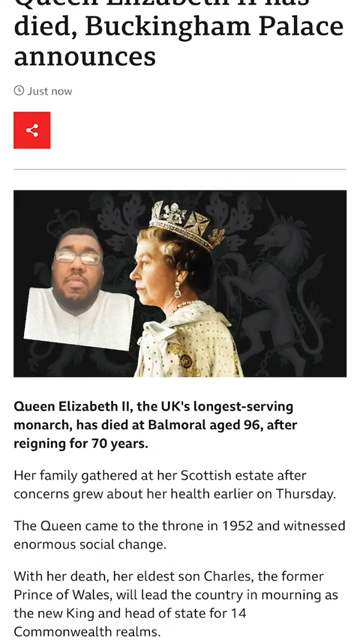 Queen Elizabeth II has
died, Buckingham Palace
announces
Just now
Queen Elizabeth II, the UK's longest-serving
monarch, has died at Balmoral aged 96, after
reigning for 70 years.
Her family gathered at her Scottish estate after
concerns grew about her health earlier on Thursday.
The Queen came to the throne in 1952 and witnessed
enormous social change.
With her death, her eldest son Charles, the former
Prince of Wales, will lead the country in mourning as
the new King and head of state for 14
Commonwealth realms.